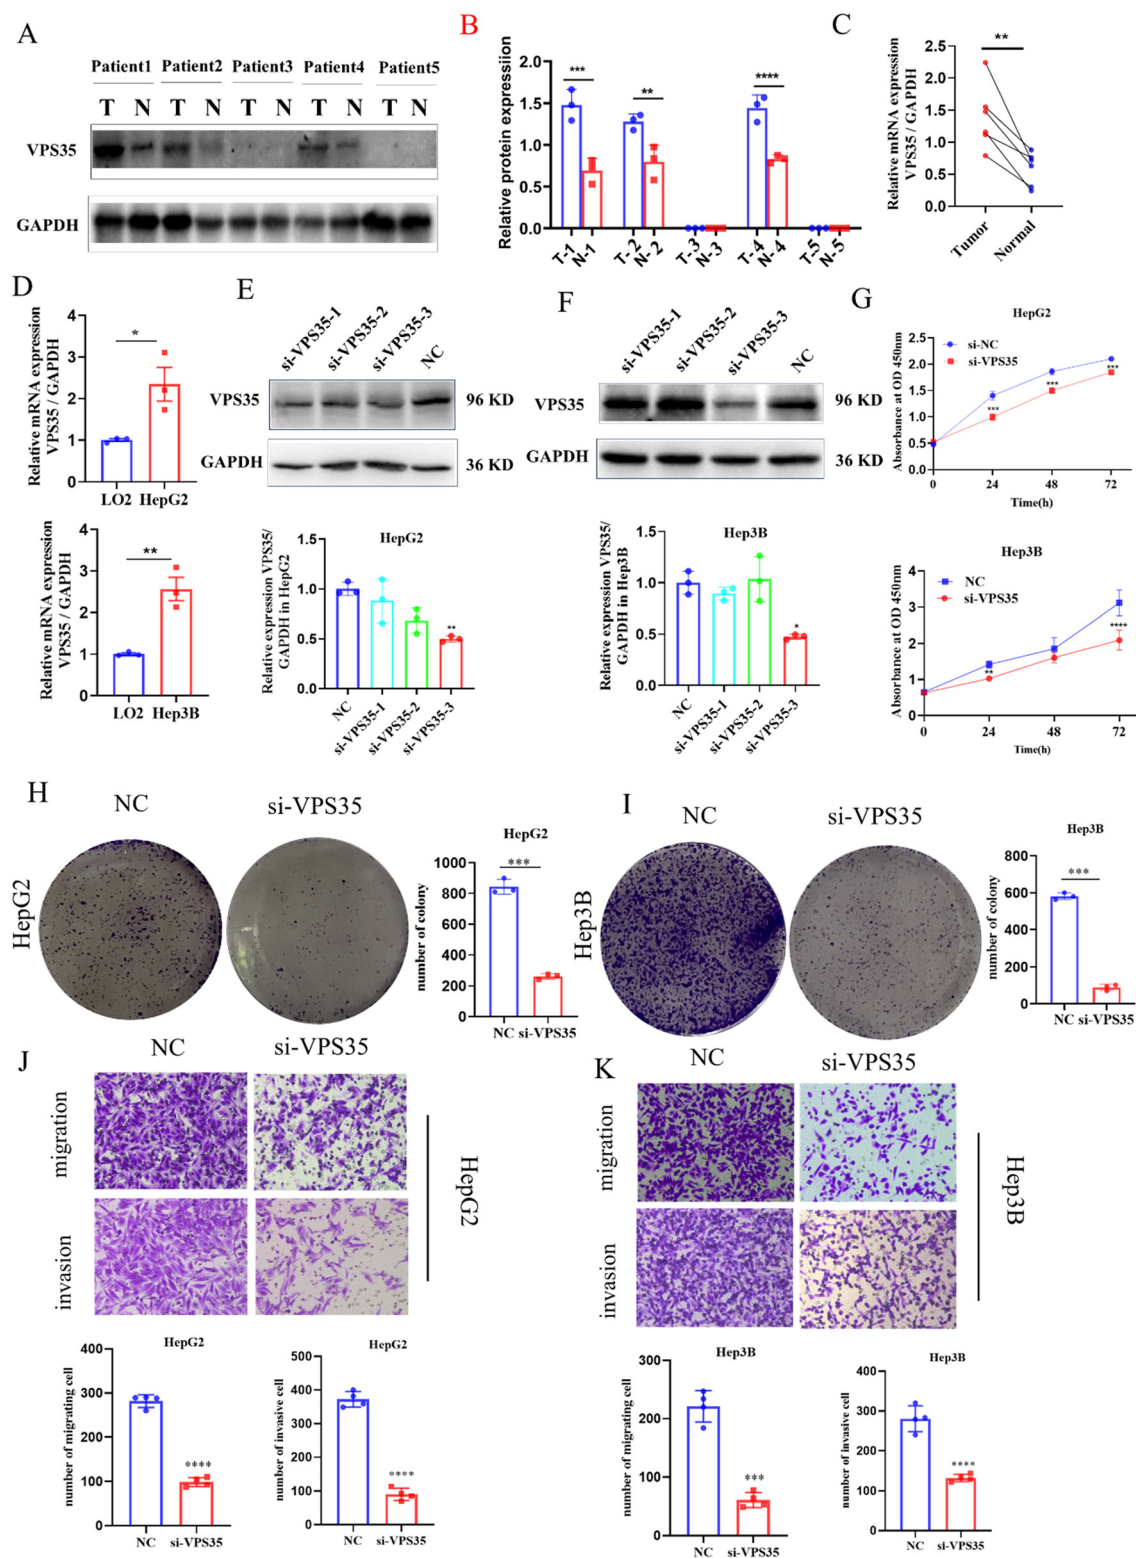 A
Patient1 Patient2 Patient3 Patient4 Patient5
T N T N T N T N T N
VPS35
GAPDH
B
Relative protein expressiion
2.0
1.5
1.0
0.5
0.0
*** ** ****
T-1 N-1 T-2 N-2 T-3 N-3 T-4 N-4 T-5 N-5
C
Relative mRNA expression
VPS35 / GAPDH
2.5
2.0
1.5
1.0
0.5
0.0
**
Tumor Normal
D
Relative mRNA expression
VPS35 / GAPDH
4
3
2
1
0
*
LO2 HepG2
Relative mRNA expression
VPS35 / GAPDH
4
3
2
1
0
**
LO2 Hep3B
E
si-VPS35-1 si-VPS35-2 si-VPS35-3 NC
VPS35 96 KD
GAPDH 36 KD
HepG2
Relative expression VPS35/
GAPDH in HepG2
1.5
1.0
0.5
0.0
**
NC si-VPS35-1 si-VPS35-2 si-VPS35-3
F
si-VPS35-1 si-VPS35-2 si-VPS35-3 NC
VPS35 96 KD
GAPDH 36 KD
Hep3B
Relative expression VPS35/
GAPDH in Hep3B
1.5
1.0
0.5
0.0
*
NC si-VPS35-1 si-VPS35-2 si-VPS35-3
G
HepG2
si-NC
si-VPS35
Absorbance at OD 450nm
2.5
2.0
1.5
1.0
0.5
0.0
*** *** ***
0 24 48 72
Time(h)
Hep3B
NC
si-VPS35
Absorbance at OD 450nm
4
3
2
1
0
** ****
0 24 48 72
Time(h)
H
NC si-VPS35
HepG2
HepG2
number of colony
1000
800
600
400
200
0
***
NC si-VPS35
I
NC si-VPS35
Hep3B
Hep3B
number of colony
800
600
400
200
0
***
NC si-VPS35
J
NC si-VPS35
migration
invasion
HepG2
HepG2
number of migrating cell
400
300
200
100
0
****
NC si-VPS35
HepG2
number of invasive cell
500
400
300
200
100
0
****
NC si-VPS35
K
NC si-VPS35
migration
invasion
Hep3B
Hep3B
number of migrating cell
300
200
100
0
***
NC si-VPS35
Hep3B
number of invasive cell
400
300
200
100
0
****
NC si-VPS35